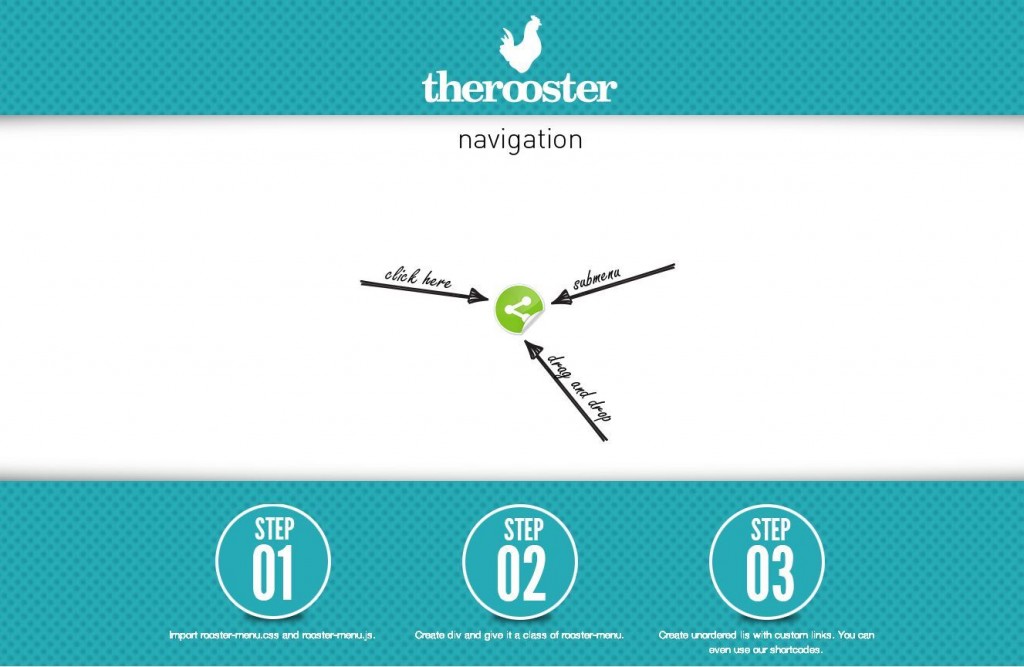 therooster
navigation
click here
submenu
drag and drop
STEP
01
STEP
02
STEP
03
Import rooster-menu.css and rooster-menu.js.
Create div and give it a class of rooster-menu.
Create unordered lis with custom links. You can
even use our shortcodes.